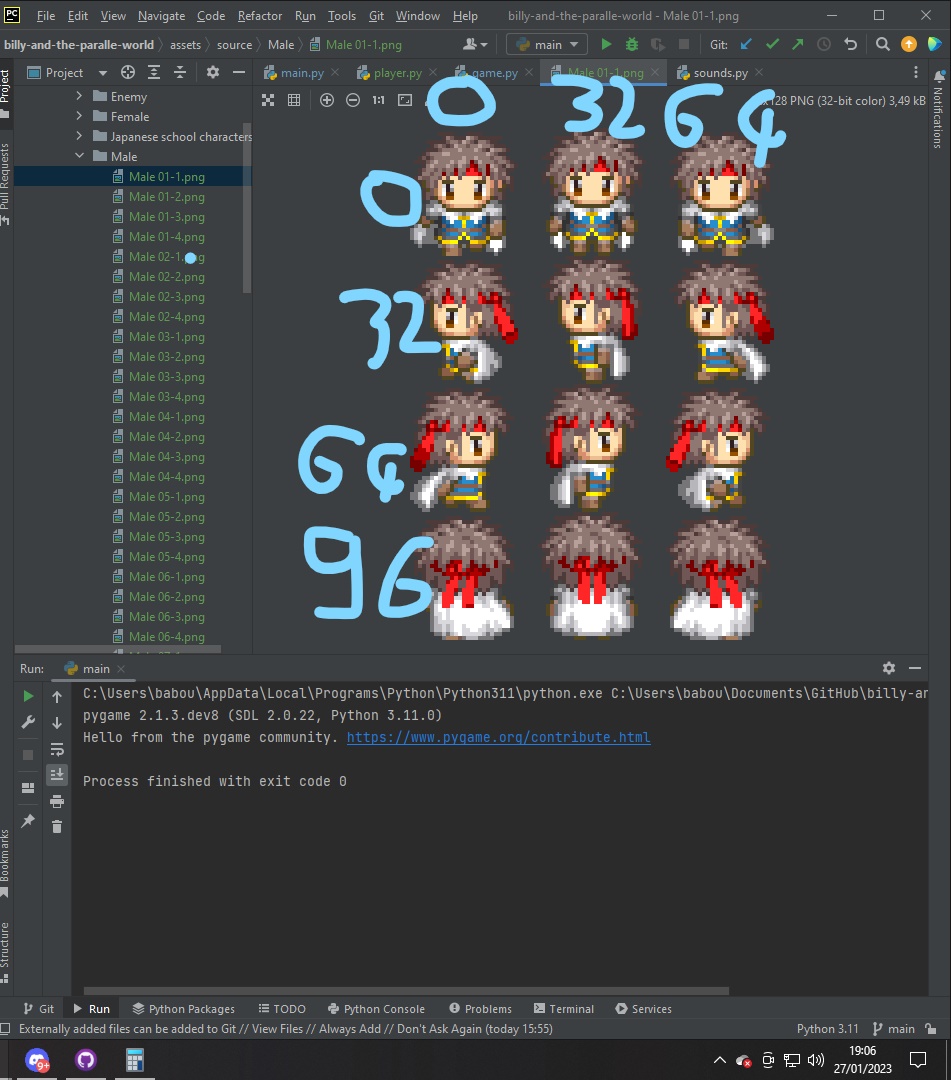 PC File Edit View Navigate Code Refactor Run Tools Git Window Help billy-and-the-paralle-world - Male 01-1.png
billy-and-the-paralle-world assets source Male Male 01-1.png main Git:
Project main.py player.py game.py Male 01-1.png sounds.py
1:1 x128 PNG (32-bit color) 3,49 kB
0 32 64
0
32
64
96
Project
Pull Requests
Notifications
Enemy
Female
Japanese school characters
Male
Male 01-1.png
Male 01-2.png
Male 01-3.png
Male 01-4.png
Male 02-1.
Male 02-2.png
Male 02-3.png
Male 02-4.png
Male 03-1.png
Male 03-2.png
Male 03-3.png
Male 03-4.png
Male 04-1.png
Male 04-2.png
Male 04-3.png
Male 04-4.png
Male 05-1.png
Male 05-2.png
Male 05-3.png
Male 05-4.png
Male 06-1.png
Male 06-2.png
Male 06-3.png
Male 06-4.png
Run: main
C:\Users\babou\AppData\Local\Programs\Python\Python311\python.exe C:\Users\babou\Documents\GitHub\billy-ar
pygame 2.1.3.dev8 (SDL 2.0.22, Python 3.11.0)
Hello from the pygame community. https://www.pygame.org/contribute.html
Process finished with exit code 0
Bookmarks
Structure
Git Run Python Packages TODO Python Console Problems Terminal Services
Externally added files can be added to Git // View Files // Always Add // Don't Ask Again (today 15:55) Python 3.11 main
9+
19:06
27/01/2023